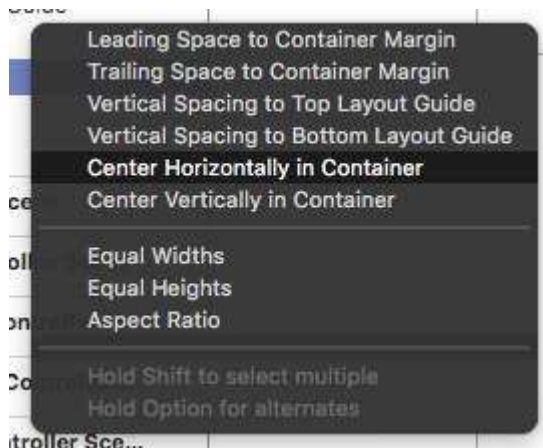 Leading Space to Container Margin
Trailing Space to Container Margin
Vertical Spacing to Top Layout Guide
Vertical Spacing to Bottom Layout Guide
Center Horizontally in Container
Center Vertically in Container
Equal Widths
Equal Heights
Aspect Ratio
Hold Shift to select multiple
Hold Option for alternates
troller Sce...